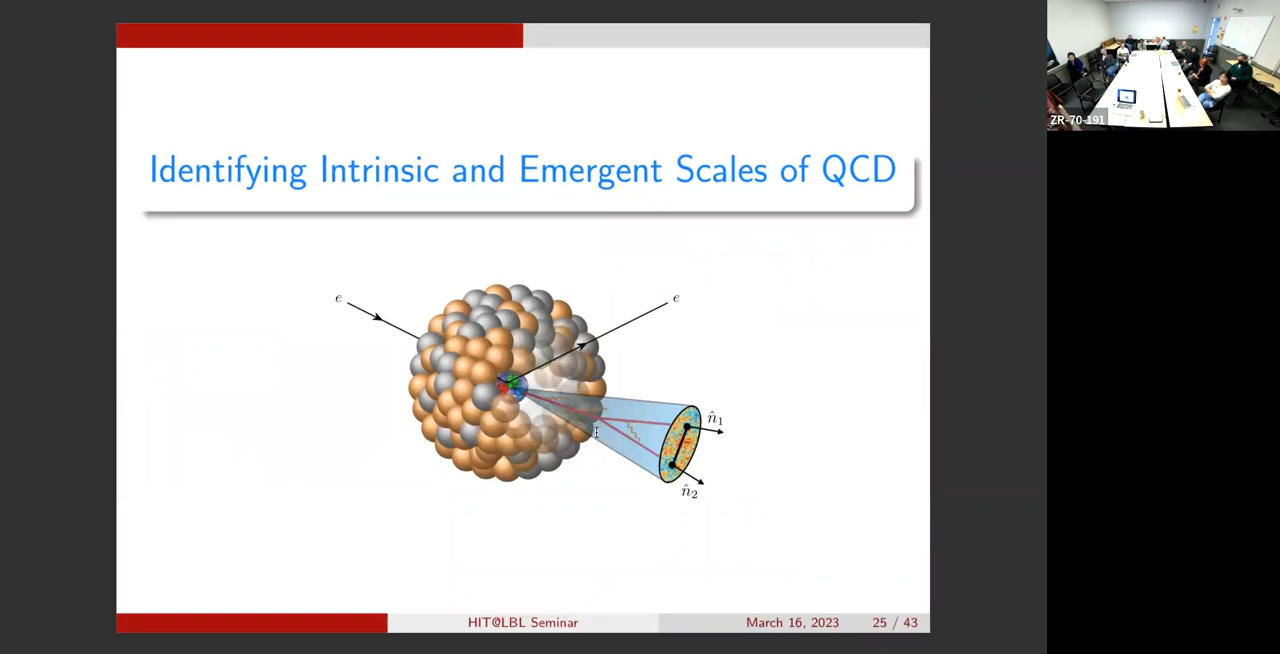 Identifying Intrinsic and Emergent Scales of QCD
e
e
n̂1
n̂2
HIT@LBL Seminar
March 16, 2023
25 / 43
ZR-70-191